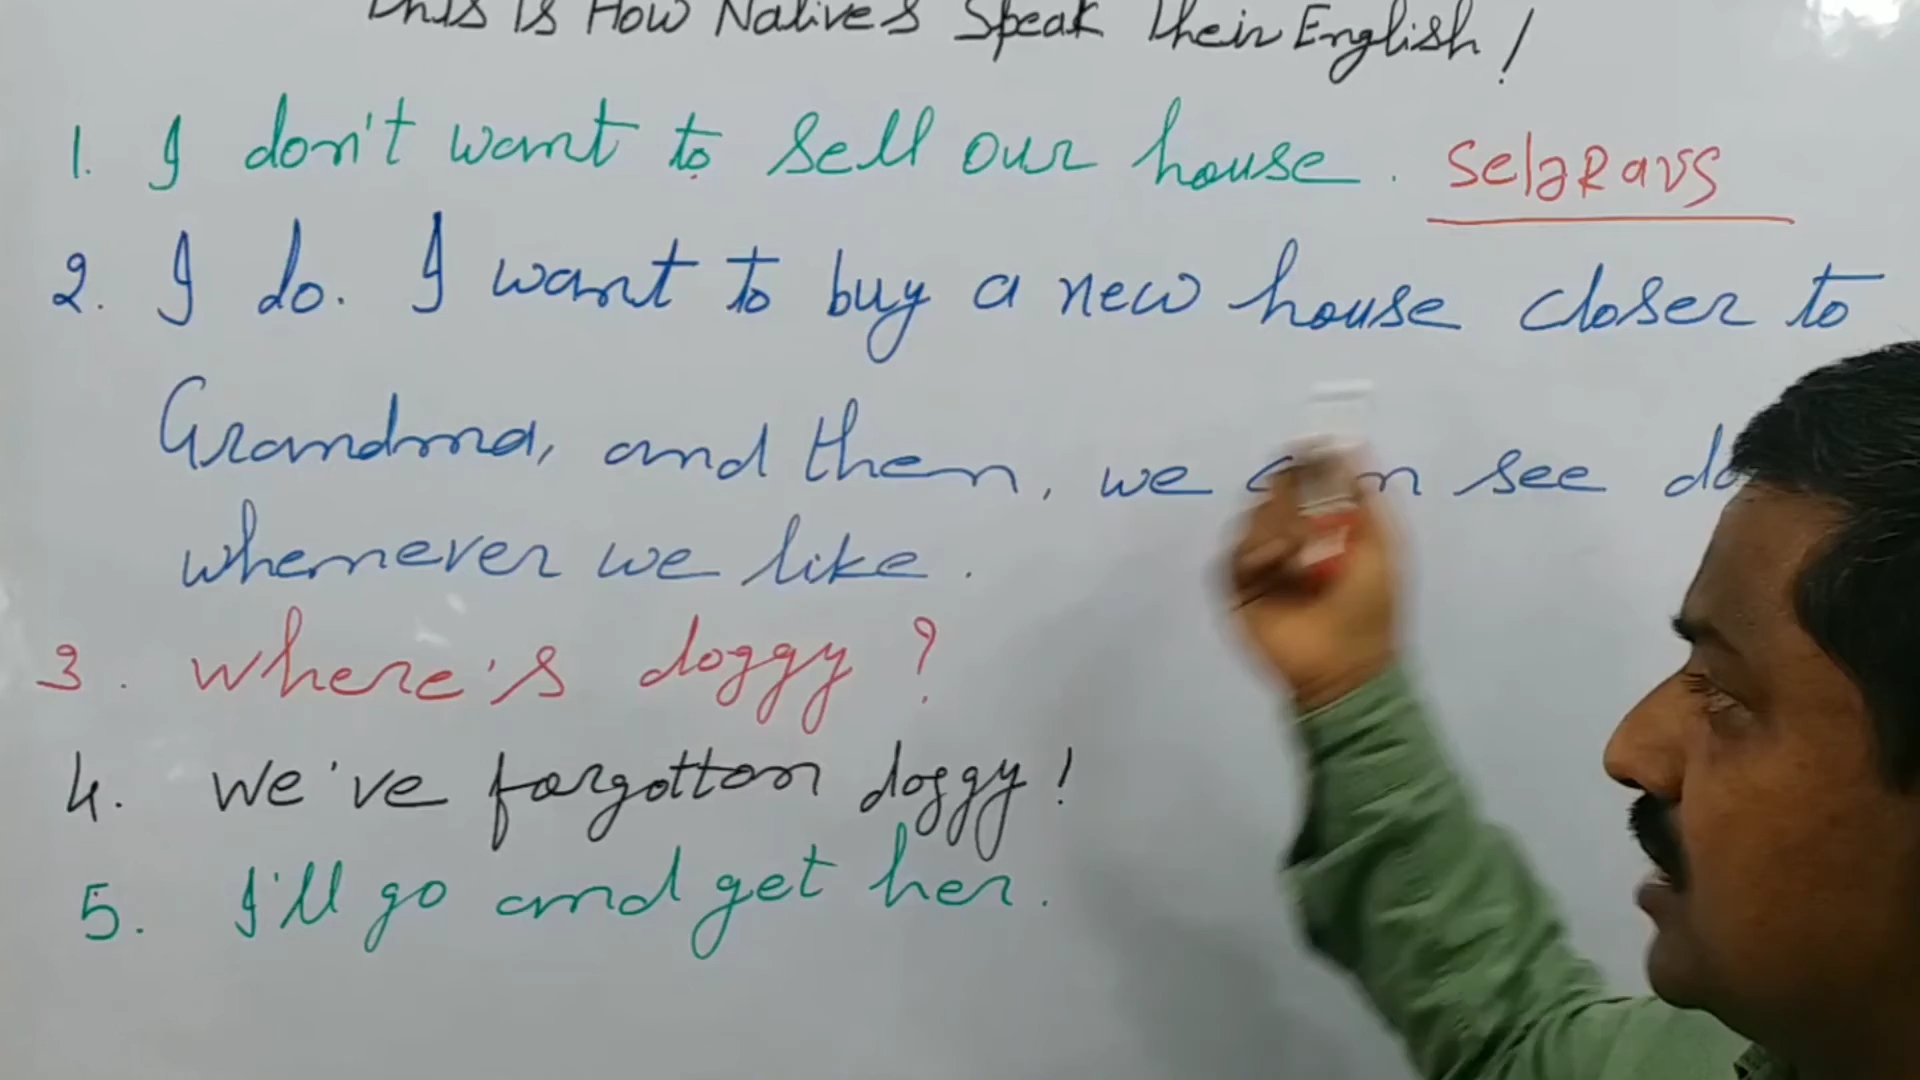 This Is How Natives Speak Their English!
1. I don't want to sell our house. selaRavs
2. I do. I want to buy a new house closer to
Grandma, and then, we can see
whenever we like.
3. where's doggy?
4. we've forgotton doggy!
5. I'll go and get her.